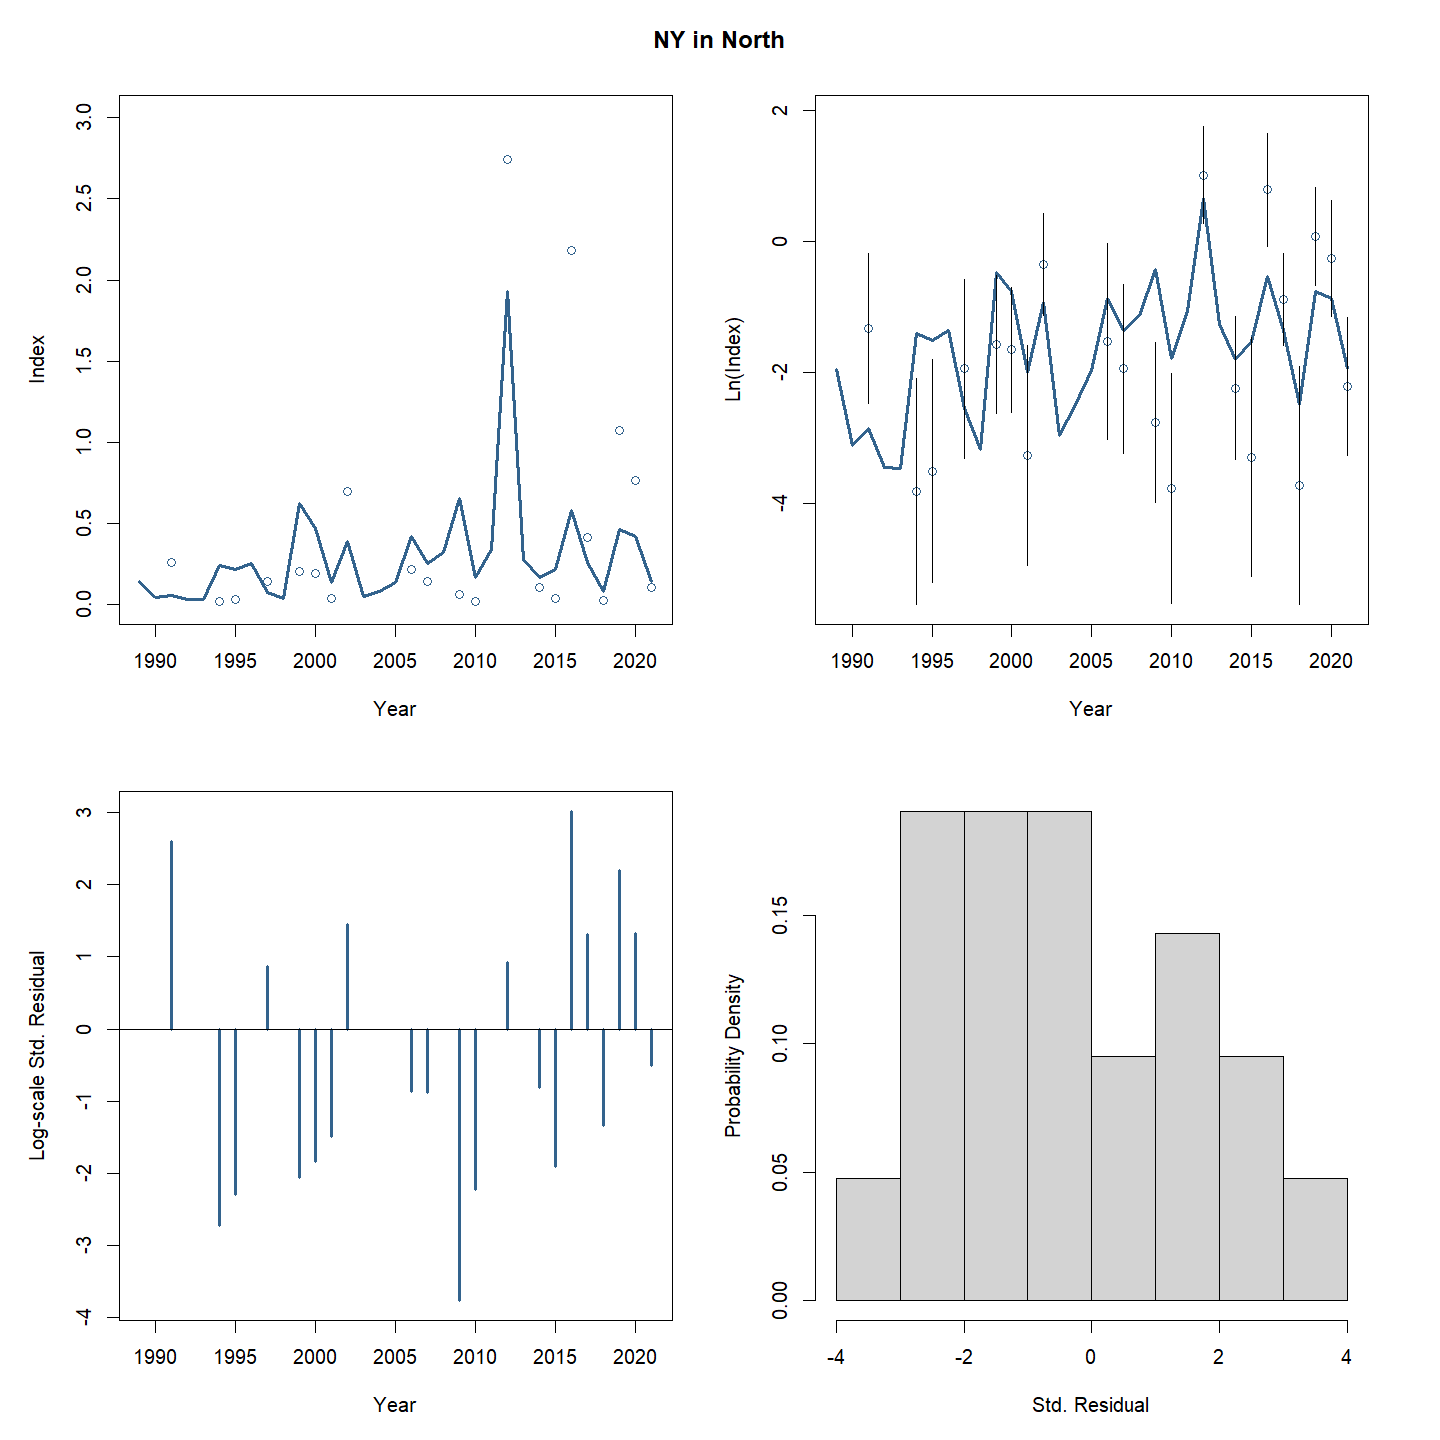 NY in North
Index
0.0 0.5 1.0 1.5 2.0 2.5 3.0
1990 1995 2000 2005 2010 2015 2020
Year
Ln(Index)
-4 -2 0 2
1990 1995 2000 2005 2010 2015 2020
Year
Log-scale Std. Residual
-4 -3 -2 -1 0 1 2 3
1990 1995 2000 2005 2010 2015 2020
Year
Probability Density
0.00 0.05 0.10 0.15
-4 -2 0 2 4
Std. Residual